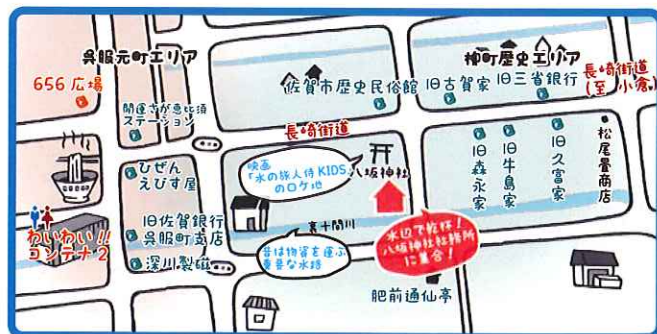 呉服元町エリア
柳町歴史エリア
656 広場
開運さが恵比須
ステーション
佐賀市歴史民俗館
旧古賀家
旧三省銀行
長崎街道
(至 小倉)
長崎街道
ひぜん
えびす屋
映画
「水の旅人侍KIDS」
のロケ地
八坂神社
旧森永家
旧牛島家
旧久富家
松尾畳商店
わいわい!!
コンテナ2
旧佐賀銀行
呉服町支店
深川製磁
裏十間川
昔は物資を運ぶ
重要な水路
水辺で乾杯!
八坂神社社務所
に集合!
肥前通仙亭